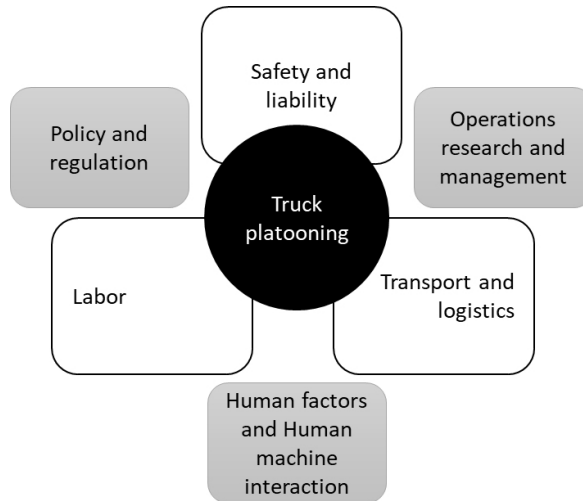 Safety and
liability
Policy and
regulation
Operations
research and
management
Truck
platooning
Labor
Transport and
logistics
Human factors
and Human
machine
interaction